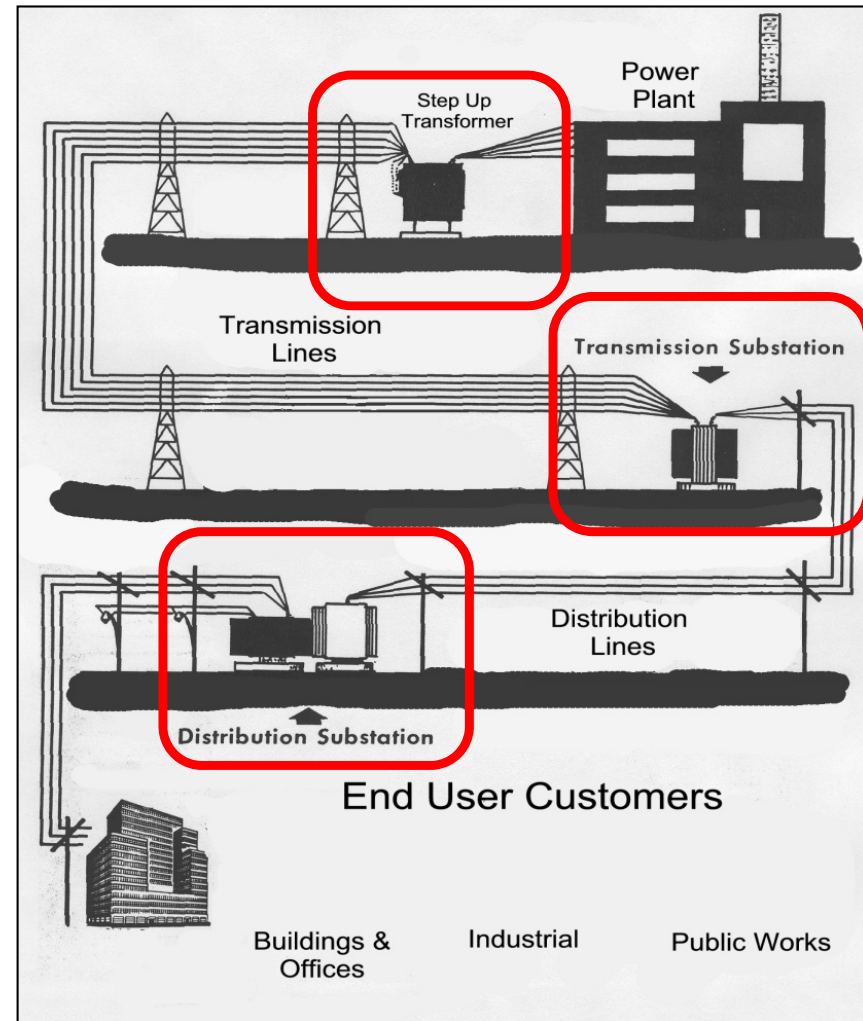 Step Up
Transformer
Power
Plant
Transmission
Lines
Transmission Substation
Distribution
Lines
Distribution Substation
End User Customers
Buildings &
Offices
Industrial
Public Works